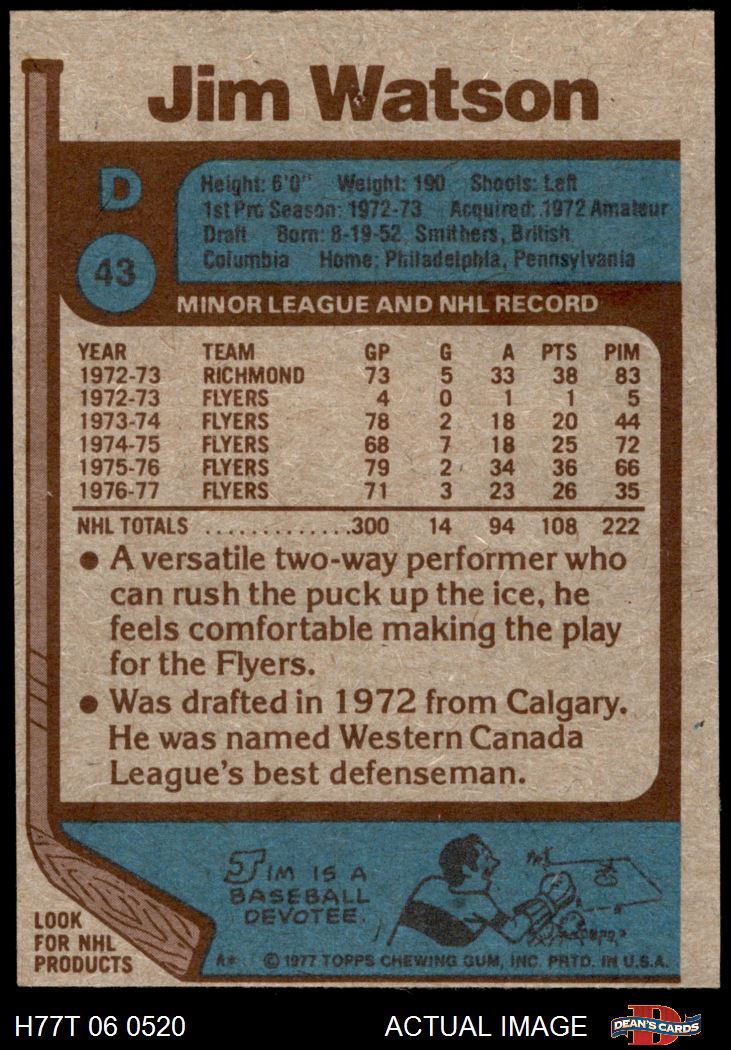 Jim Watson
D
43
Height: 6'0" Weight: 190 Shoots: Left
1st Pro Season: 1972-73 Acquired: 1972 Amateur
Draft Born: 8-19-52, Smithers, British
Columbia Home: Philadelphia, Pennsylvania
MINOR LEAGUE AND NHL RECORD
YEAR TEAM GP G A PTS PIM
1972-73 RICHMOND 73 5 33 38 83
1972-73 FLYERS 4 0 1 1 5
1973-74 FLYERS 78 2 18 20 44
1974-75 FLYERS 68 7 18 25 72
1975-76 FLYERS 79 2 34 36 66
1976-77 FLYERS 71 3 23 26 35
NHL TOTALS ..............300 14 94 108 222
● A versatile two-way performer who
can rush the puck up the ice, he
feels comfortable making the play
for the Flyers.
● Was drafted in 1972 from Calgary.
He was named Western Canada
League's best defenseman.
JIM IS A
BASEBALL
DEVOTEE.
LOOK
FOR NHL
PRODUCTS
A* © 1977 TOPPS CHEWING GUM, INC. PRTD. IN U.S.A.
H77T 06 0520 ACTUAL IMAGE
DEAN'S CARDS